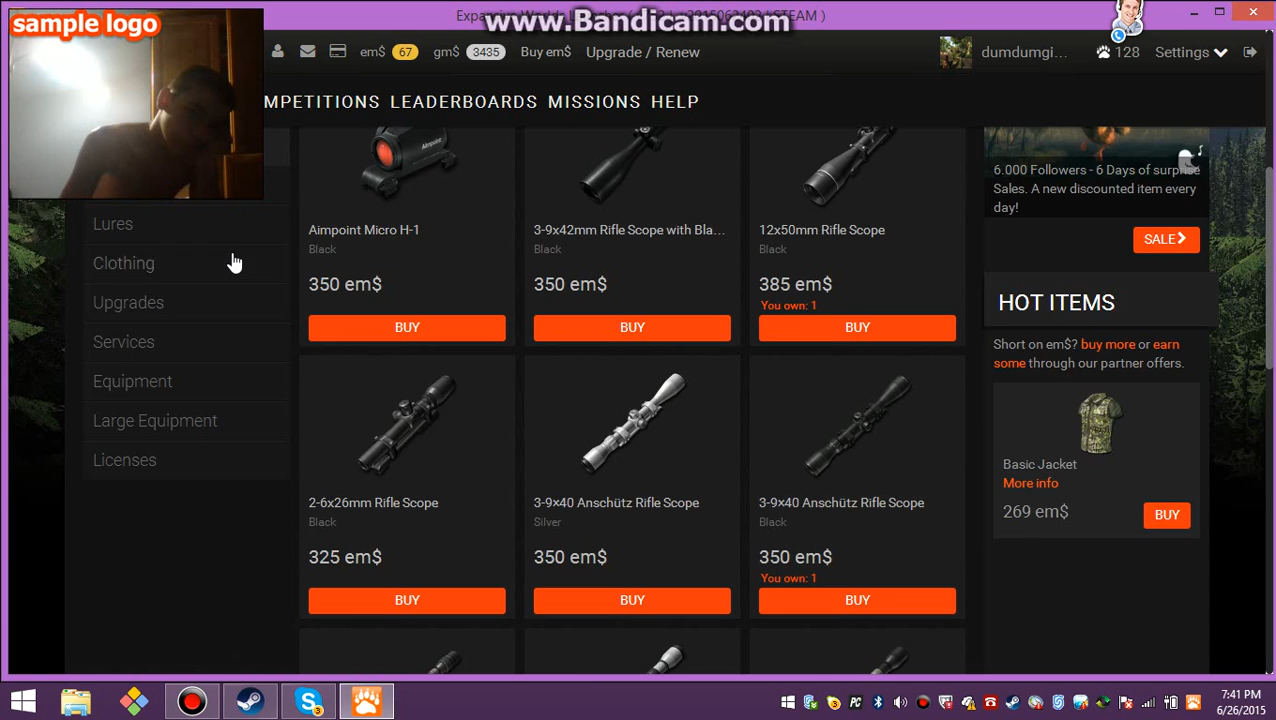 sample logo
www.Bandicam.com
STEAM )
em$ 67 gm$ 3435 Buy em$ Upgrade / Renew dumdumgi... 128 Settings
MPETITIONS LEADERBOARDS MISSIONS HELP
Lures
Clothing
Upgrades
Services
Equipment
Large Equipment
Licenses
Aimpoint
Aimpoint Micro H-1
Black
350 em$
BUY
3-9x42mm Rifle Scope with Bla...
Black
350 em$
BUY
12x50mm Rifle Scope
Black
385 em$
You own: 1
BUY
2-6x26mm Rifle Scope
Black
325 em$
BUY
3-9×40 Anschütz Rifle Scope
Silver
350 em$
BUY
3-9×40 Anschütz Rifle Scope
Black
350 em$
You own: 1
BUY
6.000 Followers - 6 Days of surprise
Sales. A new discounted item every
day!
SALE
HOT ITEMS
Short on em$? buy more or earn
some through our partner offers.
Basic Jacket
More info
269 em$
BUY
7:41 PM
6/26/2015